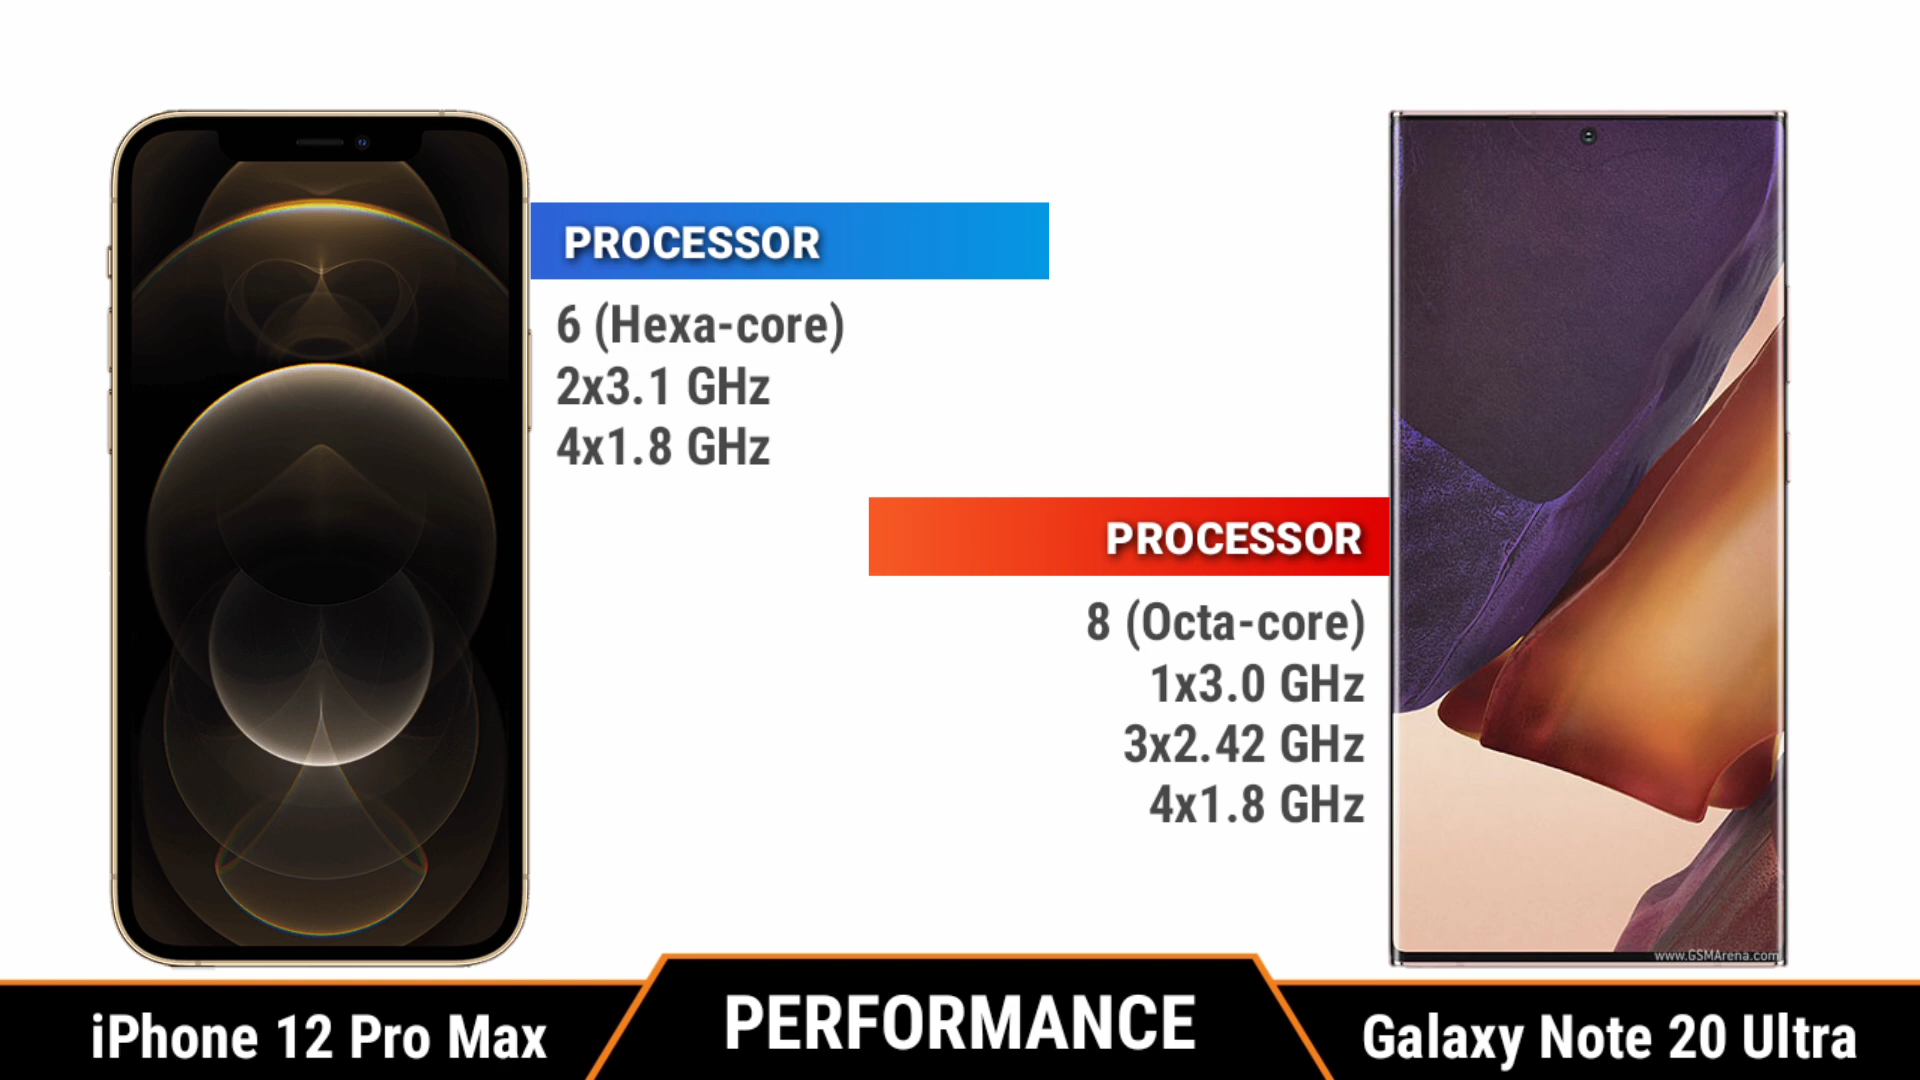 PROCESSOR
6 (Hexa-core)
2x3.1 GHz
4x1.8 GHz
PROCESSOR
8 (Octa-core)
1x3.0 GHz
3x2.42 GHz
4x1.8 GHz
www.GSMArena.com
iPhone 12 Pro Max
PERFORMANCE
Galaxy Note 20 Ultra